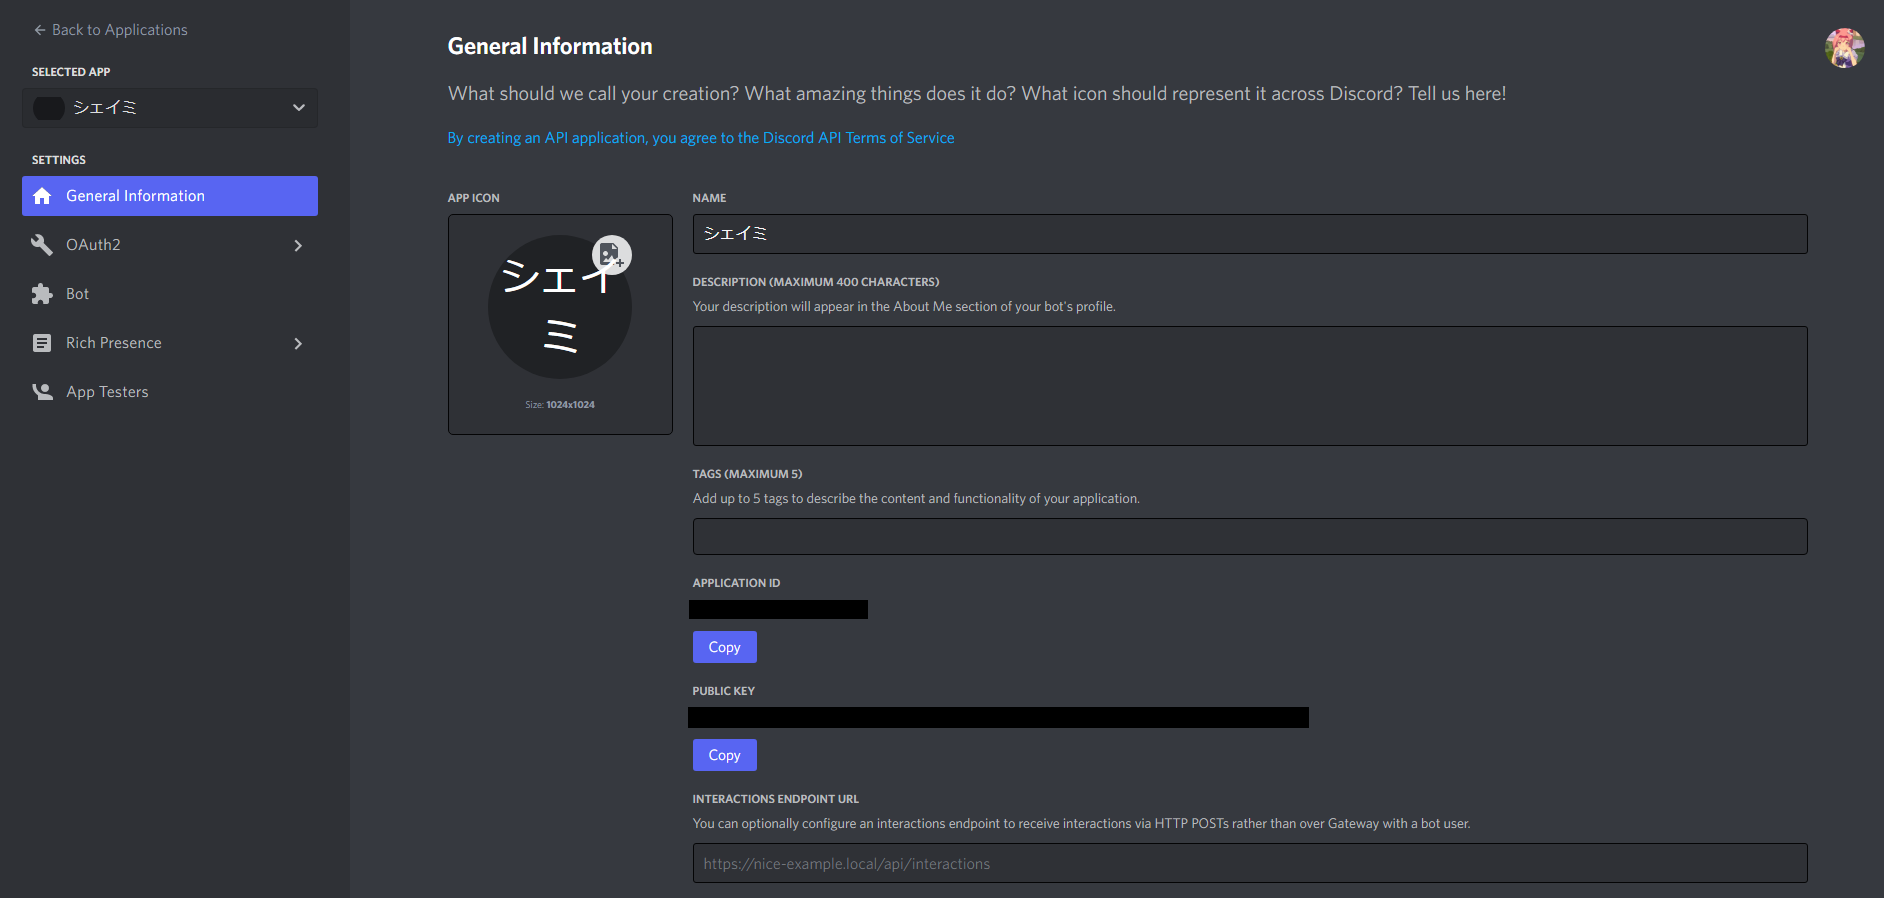 Back to Applications
SELECTED APP
シェイミ
SETTINGS
General Information
OAuth2
Bot
Rich Presence
App Testers
General Information
What should we call your creation? What amazing things does it do? What icon should represent it across Discord? Tell us here!
By creating an API application, you agree to the Discord API Terms of Service
APP ICON
シェイ
ミ
Size: 1024x1024
NAME
シェイミ
DESCRIPTION (MAXIMUM 400 CHARACTERS)
Your description will appear in the About Me section of your bot's profile.
TAGS (MAXIMUM 5)
Add up to 5 tags to describe the content and functionality of your application.
APPLICATION ID
Copy
PUBLIC KEY
Copy
INTERACTIONS ENDPOINT URL
You can optionally configure an interactions endpoint to receive interactions via HTTP POSTs rather than over Gateway with a bot user.
https://nice-example.local/api/interactions